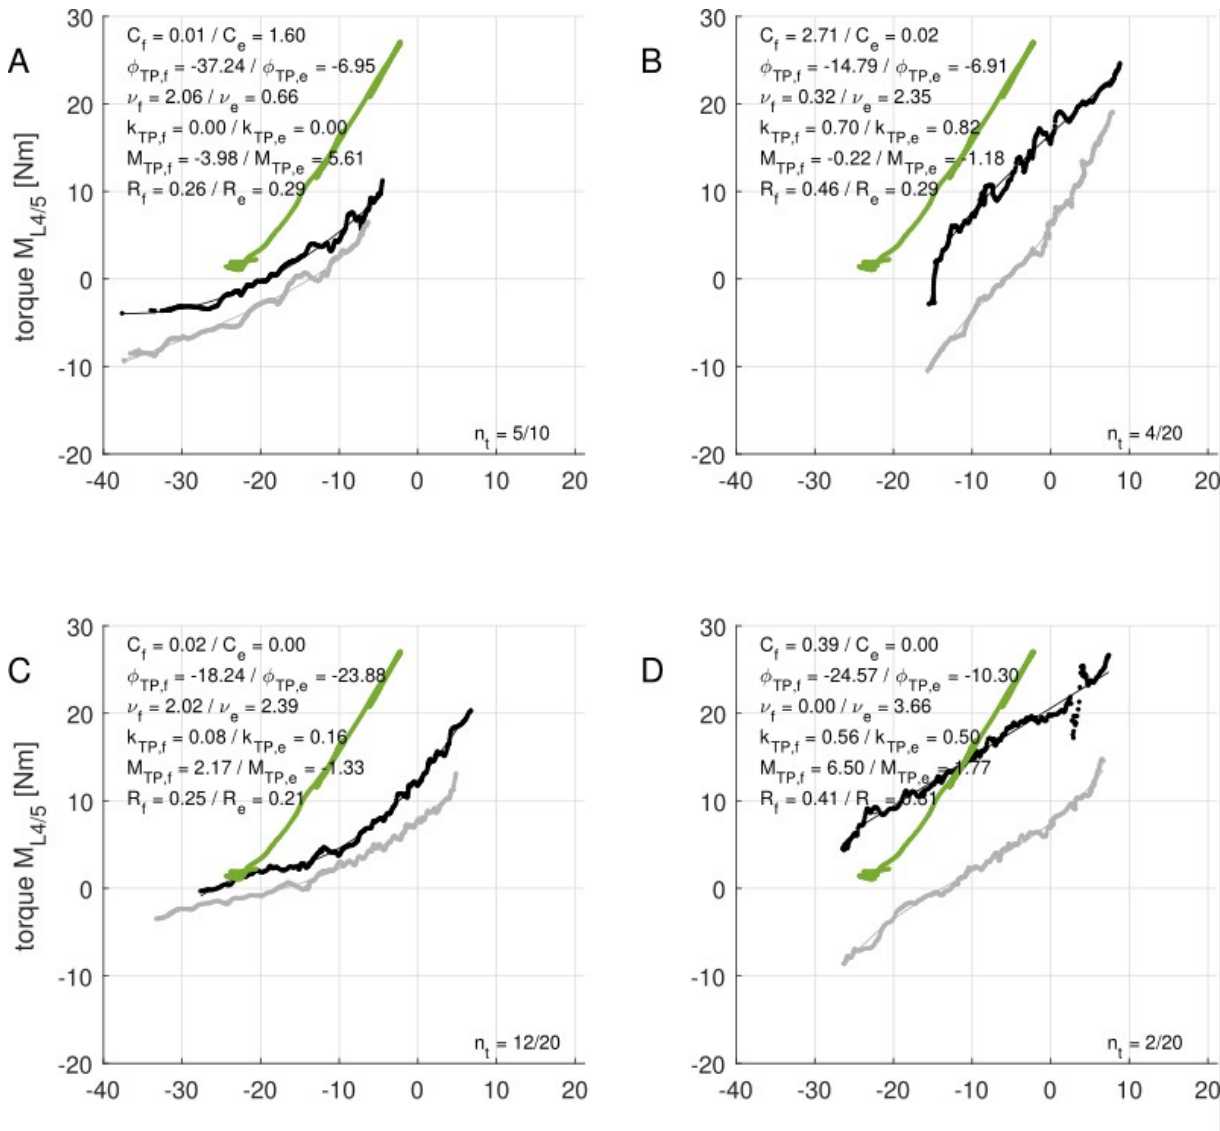 A
30
20
10
0
-10
-20
torque M_L4/5 [Nm]
C_f = 0.01 / C_e = 1.60
ϕ_TP,f = -37.24 / ϕ_TP,e = -6.95
ν_f = 2.06 / ν_e = 0.66
k_TP,f = 0.00 / k_TP,e = 0.00
M_TP,f = -3.98 / M_TP,e = 5.61
R_f = 0.26 / R_e = 0.29
n_t = 5/10
-40 -30 -20 -10 0 10 20
B
30
20
10
0
-10
-20
C_f = 2.71 / C_e = 0.02
ϕ_TP,f = -14.79 / ϕ_TP,e = -6.91
ν_f = 0.32 / ν_e = 2.35
k_TP,f = 0.70 / k_TP,e = 0.82
M_TP,f = -0.22 / M_TP,e = -1.18
R_f = 0.46 / R_e = 0.29
n_t = 4/20
-40 -30 -20 -10 0 10 20
C
30
20
10
0
-10
-20
torque M_L4/5 [Nm]
C_f = 0.02 / C_e = 0.00
ϕ_TP,f = -18.24 / ϕ_TP,e = -23.88
ν_f = 2.02 / ν_e = 2.39
k_TP,f = 0.08 / k_TP,e = 0.16
M_TP,f = 2.17 / M_TP,e = -1.33
R_f = 0.25 / R_e = 0.21
n_t = 12/20
-40 -30 -20 -10 0 10 20
D
30
20
10
0
-10
-20
C_f = 0.39 / C_e = 0.00
ϕ_TP,f = -24.57 / ϕ_TP,e = -10.30
ν_f = 0.00 / ν_e = 3.66
k_TP,f = 0.56 / k_TP,e = 0.50
M_TP,f = 6.50 / M_TP,e =
R_f = 0.41 /
n_t = 2/20
-40 -30 -20 -10 0 10 20